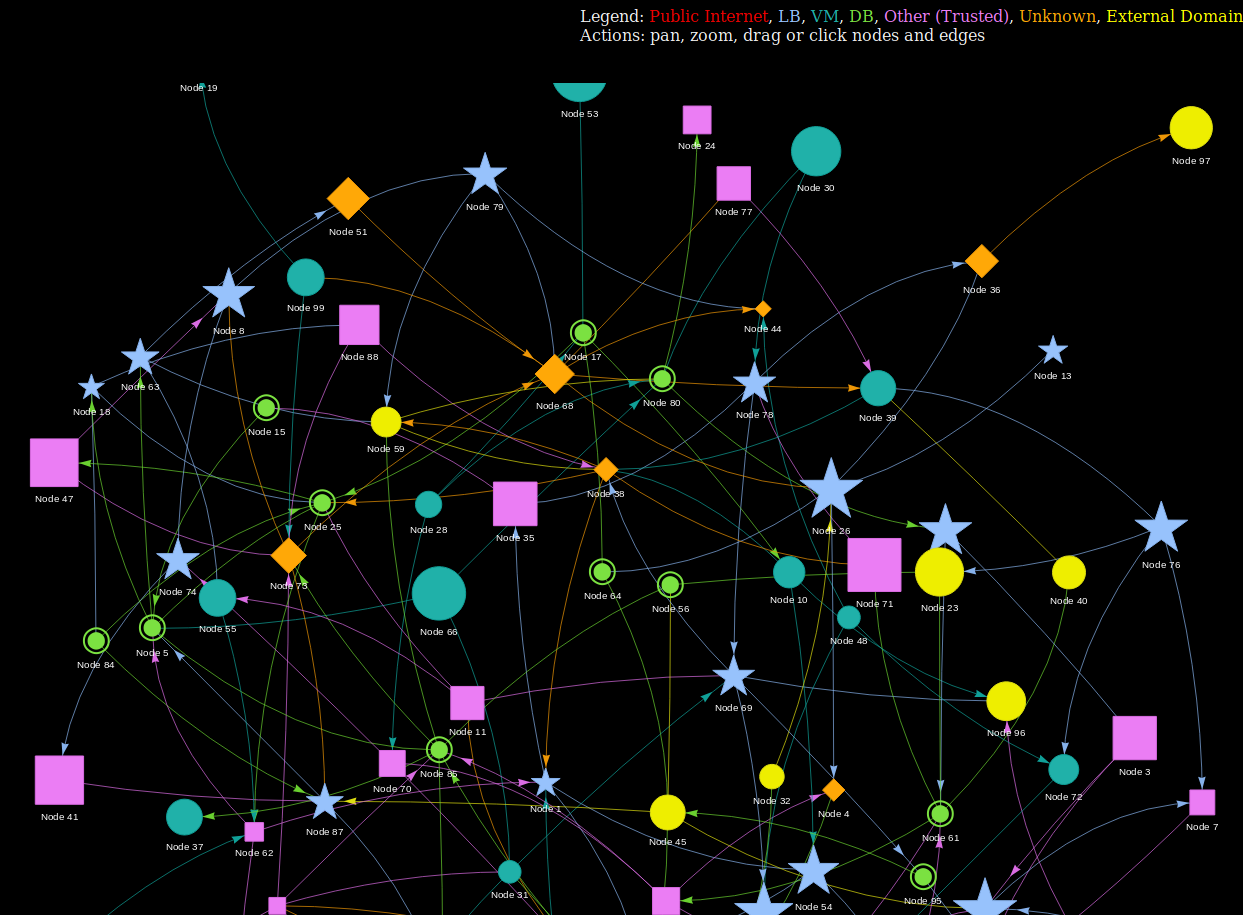 Legend: Public Internet, LB, VM, DB, Other (Trusted), Unknown, External Domain
Actions: pan, zoom, drag or click nodes and edges
Node 19
Node 53
Node 24
Node 30
Node 97
Node 77
Node 79
Node 51
Node 36
Node 99
Node 8
Node 44
Node 88
Node 17
Node 13
Node 63
Node 68
Node 80
Node 78
Node 18
Node 39
Node 15
Node 59
Node 47
Node 38
Node 25
Node 28
Node 35
Node 26
Node 76
Node 73
Node 74
Node 64
Node 56
Node 10
Node 71
Node 23
Node 40
Node 55
Node 66
Node 48
Node 5
Node 84
Node 69
Node 11
Node 96
Node 3
Node 85
Node 70
Node 1
Node 32
Node 72
Node 41
Node 4
Node 7
Node 87
Node 37
Node 62
Node 45
Node 61
Node 31
Node 95
Node 54